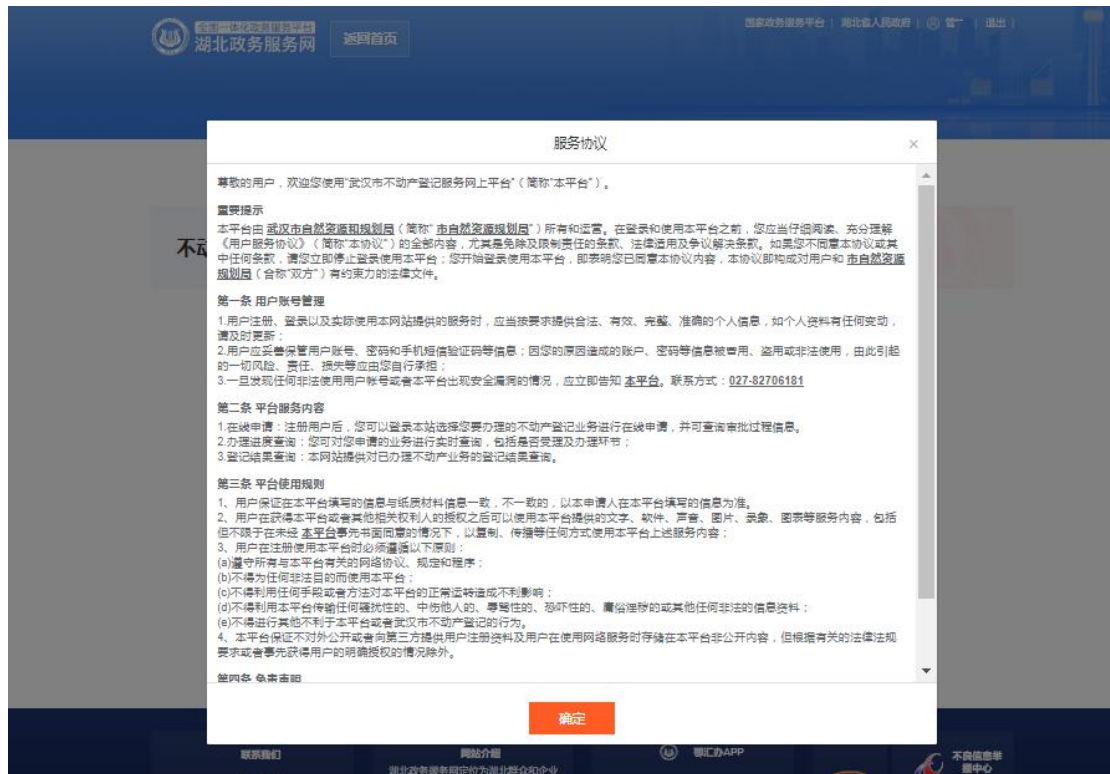 全国一体化政务服务平台
湖北政务服务网
返回首页
国家政务服务平台 | 湖北省人民政府 | 管** | 退出 |
服务协议 ×
尊敬的用户，欢迎您使用“武汉市不动产登记服务网上平台”（简称“本平台”）。
重要提示
本平台由 武汉市自然资源和规划局（简称“ 市自然资源规划局”）所有和运营。在登录和使用本平台之前，您应当仔细阅读、充分理解
《用户服务协议》（简称“本协议”）的全部内容，尤其是免除及限制责任的条款、法律适用及争议解决条款。如果您不同意本协议或其
中任何条款，请您立即停止登录使用本平台；您开始登录使用本平台，即表明您已同意本协议内容，本协议即构成对用户和 市自然资源
规划局（合称“双方”）有约束力的法律文件。
第一条 用户账号管理
1.用户注册、登录以及实际使用本网站提供的服务时，应当按要求提供合法、有效、完整、准确的个人信息，如个人资料有任何变动，
请及时更新；
2.用户应妥善保管用户账号、密码和手机短信验证码等信息；因您的原因造成的账户、密码等信息被冒用、盗用或非法使用，由此引起
的一切风险、责任、损失等应由您自行承担；
3.一旦发现任何非法使用用户帐号或者本平台出现安全漏洞的情况，应立即告知 本平台。联系方式：027-82706181
第二条 平台服务内容
1.在线申请：注册用户后，您可以登录本站选择您要办理的不动产登记业务进行在线申请，并可查询审批过程信息。
2.办理进度查询：您可对您申请的业务进行实时查询，包括是否受理及办理环节；
3.登记结果查询：本网站提供对已办理不动产业务的登记结果查询。
第三条 平台使用规则
1、用户保证在本平台填写的信息与纸质材料信息一致，不一致的，以本申请人在本平台填写的信息为准。
2、用户在获得本平台或者其他相关权利人的授权之后可以使用本平台提供的文字、软件、声音、图片、录象、图表等服务内容，包括
但不限于在未经 本平台事先书面同意的情况下，以复制、传播等任何方式使用本平台上述服务内容；
3、用户在注册使用本平台时必须遵循以下原则：
(a)遵守所有与本平台有关的网络协议、规定和程序；
(b)不得为任何非法目的而使用本平台；
(c)不得利用任何手段或者方法对本平台的正常运转造成不利影响；
(d)不得利用本平台传输任何骚扰性的、中伤他人的、辱骂性的、恐吓性的、庸俗淫秽的或其他任何非法的信息资料；
(e)不得进行其他不利于本平台或者武汉市不动产登记的行为。
4、本平台保证不对外公开或者向第三方提供用户注册资料及用户在使用网络服务时存储在本平台非公开内容，但根据有关的法律法规
要求或者事先获得用户的明确授权的情况除外。
第四条 免责声明
确定
不动
联系我们
网站介绍
湖北政务服务网定位为湖北群众和企业
鄂汇办APP
不良信息举
报中心